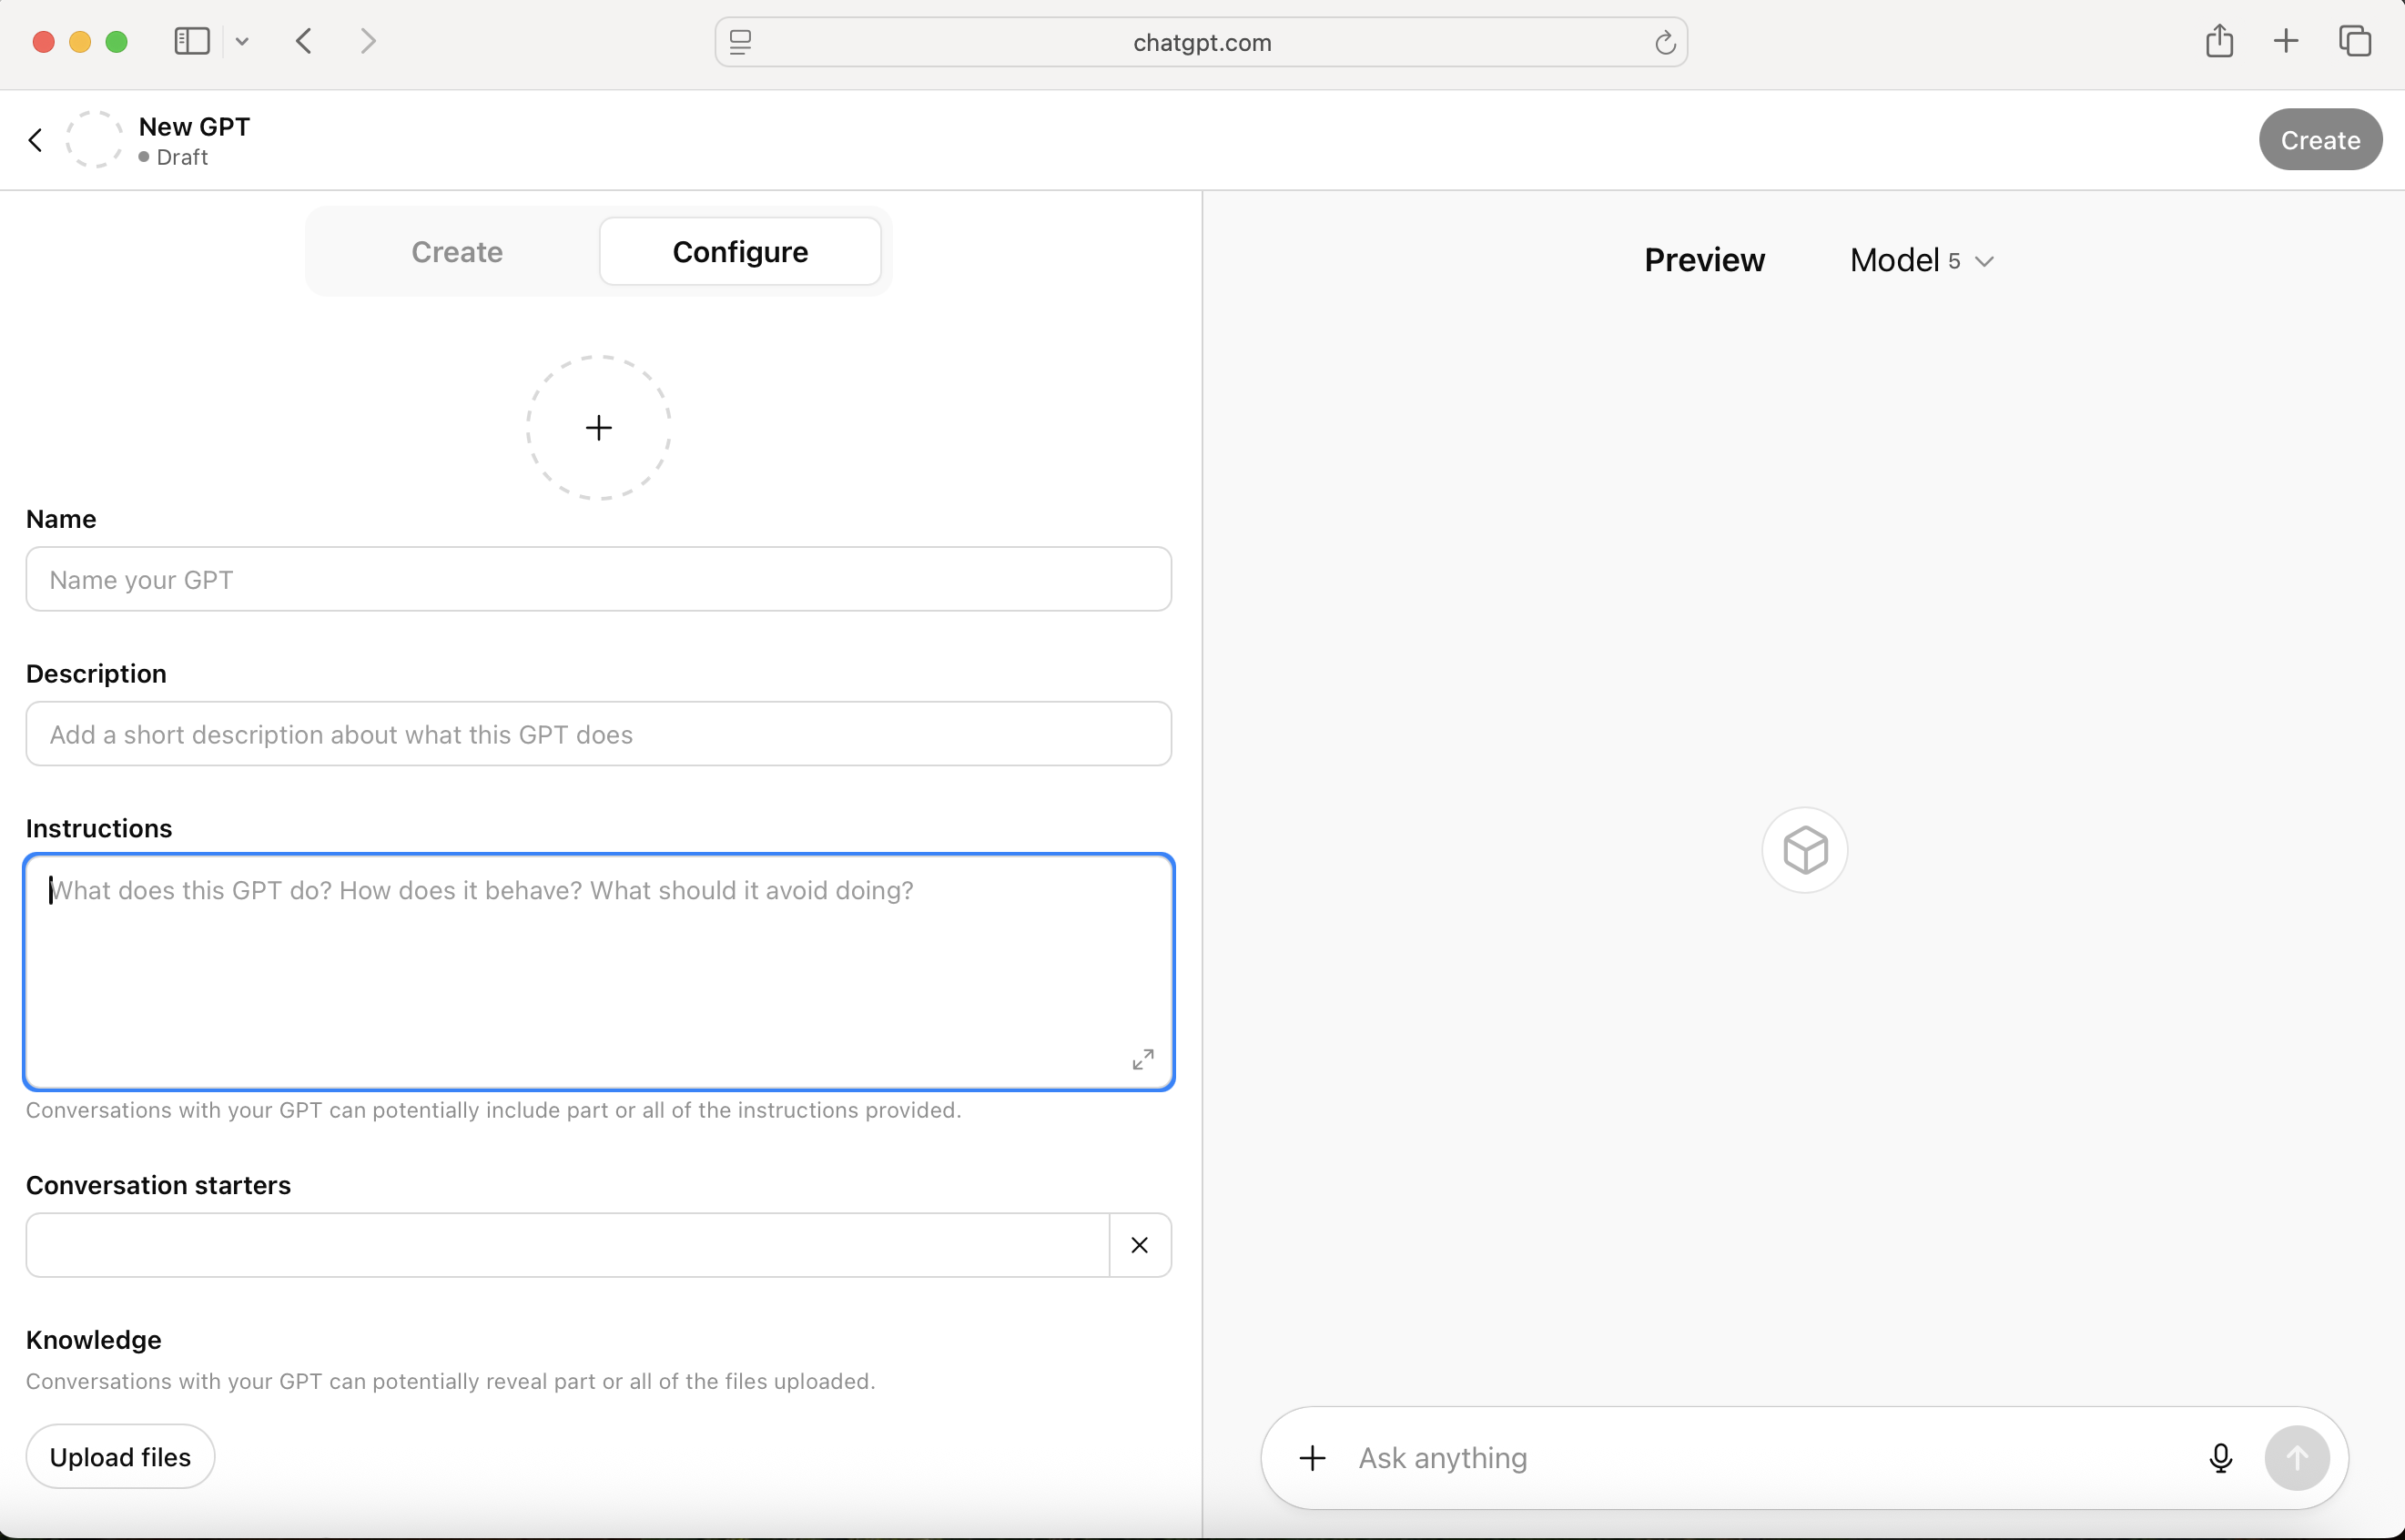 chatgpt.com
New GPT
Draft
Create
Create
Configure
Preview
Model 5
Name
Name your GPT
Description
Add a short description about what this GPT does
Instructions
What does this GPT do? How does it behave? What should it avoid doing?
Conversations with your GPT can potentially include part or all of the instructions provided.
Conversation starters
Knowledge
Conversations with your GPT can potentially reveal part or all of the files uploaded.
Upload files
Ask anything